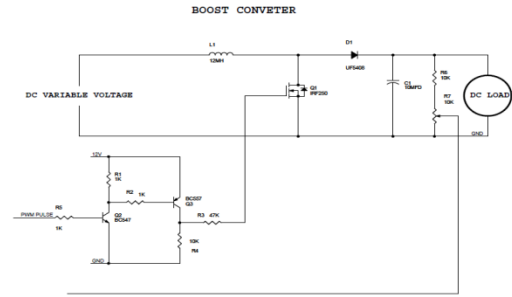 BOOST CONVETER
L1
12MH
D1
UF5408
Q1
IRF250
C1
10MFD
R6
10K
R7
10K
DC LOAD
DC VARIABLE VOLTAGE
GND
12V
R1
1K
R2 1K
BC557
Q3
R3 47K
PWM PULSE
R5
1K
Q2
BC547
10K
R4
GND